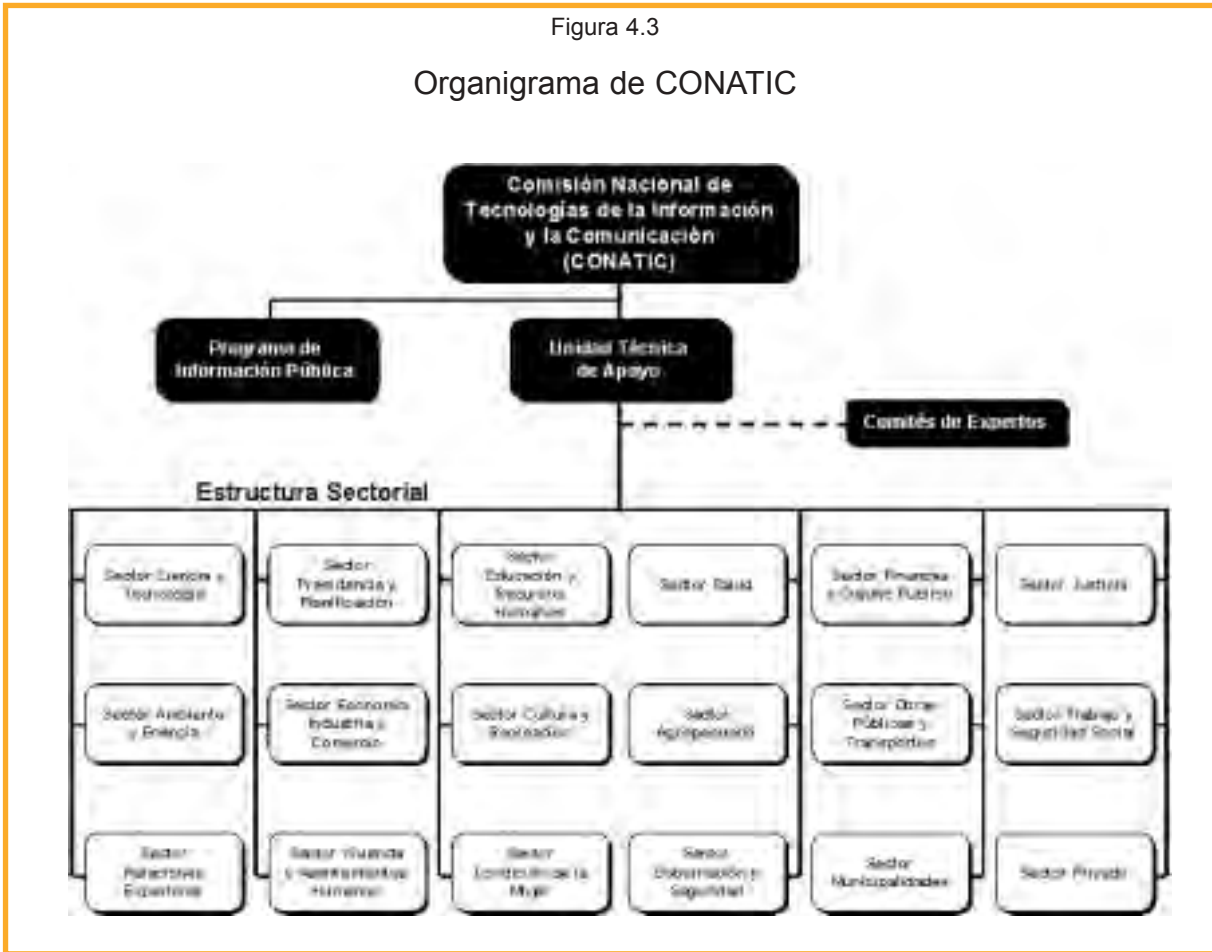 Figura 4.3
Organigrama de CONATIC
Comisión Nacional de
Tecnologías de la Información
y la Comunicación
(CONATIC)
Programa de
Información Pública
Unidad Técnica
de Apoyo
Comités de Expertos
Estructura Sectorial
Sector Ciencia y
Tecnología
Sector
Presidencia y
Planificación
Sector
Educación y
Recursos
Humanos
Sector Salud
Sector Finanzas
y Crédito Público
Sector Justicia
Sector Ambiente
y Energía
Sector Economía
Industria y
Comercio
Sector Cultura y
Recreación
Sector
Agropecuario
Sector Obras
Públicas y
Transportes
Sector Trabajo y
Seguridad Social
Sector
Relaciones
Exteriores
Sector Vivienda
y Asentamientos
Humanos
Sector
Condición de la
Mujer
Sector
Gobernación y
Seguridad
Sector
Municipalidades
Sector Privado